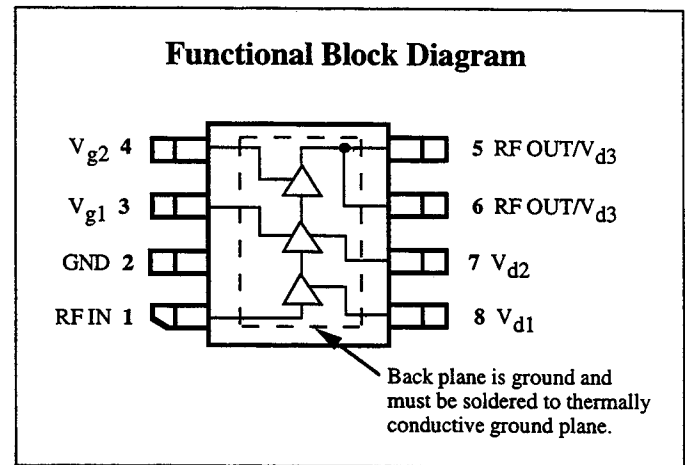 Functional Block Diagram
Vg2 4
5 RF OUT/Vd3
Vg1 3
6 RF OUT/Vd3
GND 2
7 Vd2
RF IN 1
8 Vd1
Back plane is ground and
must be soldered to thermally
conductive ground plane.